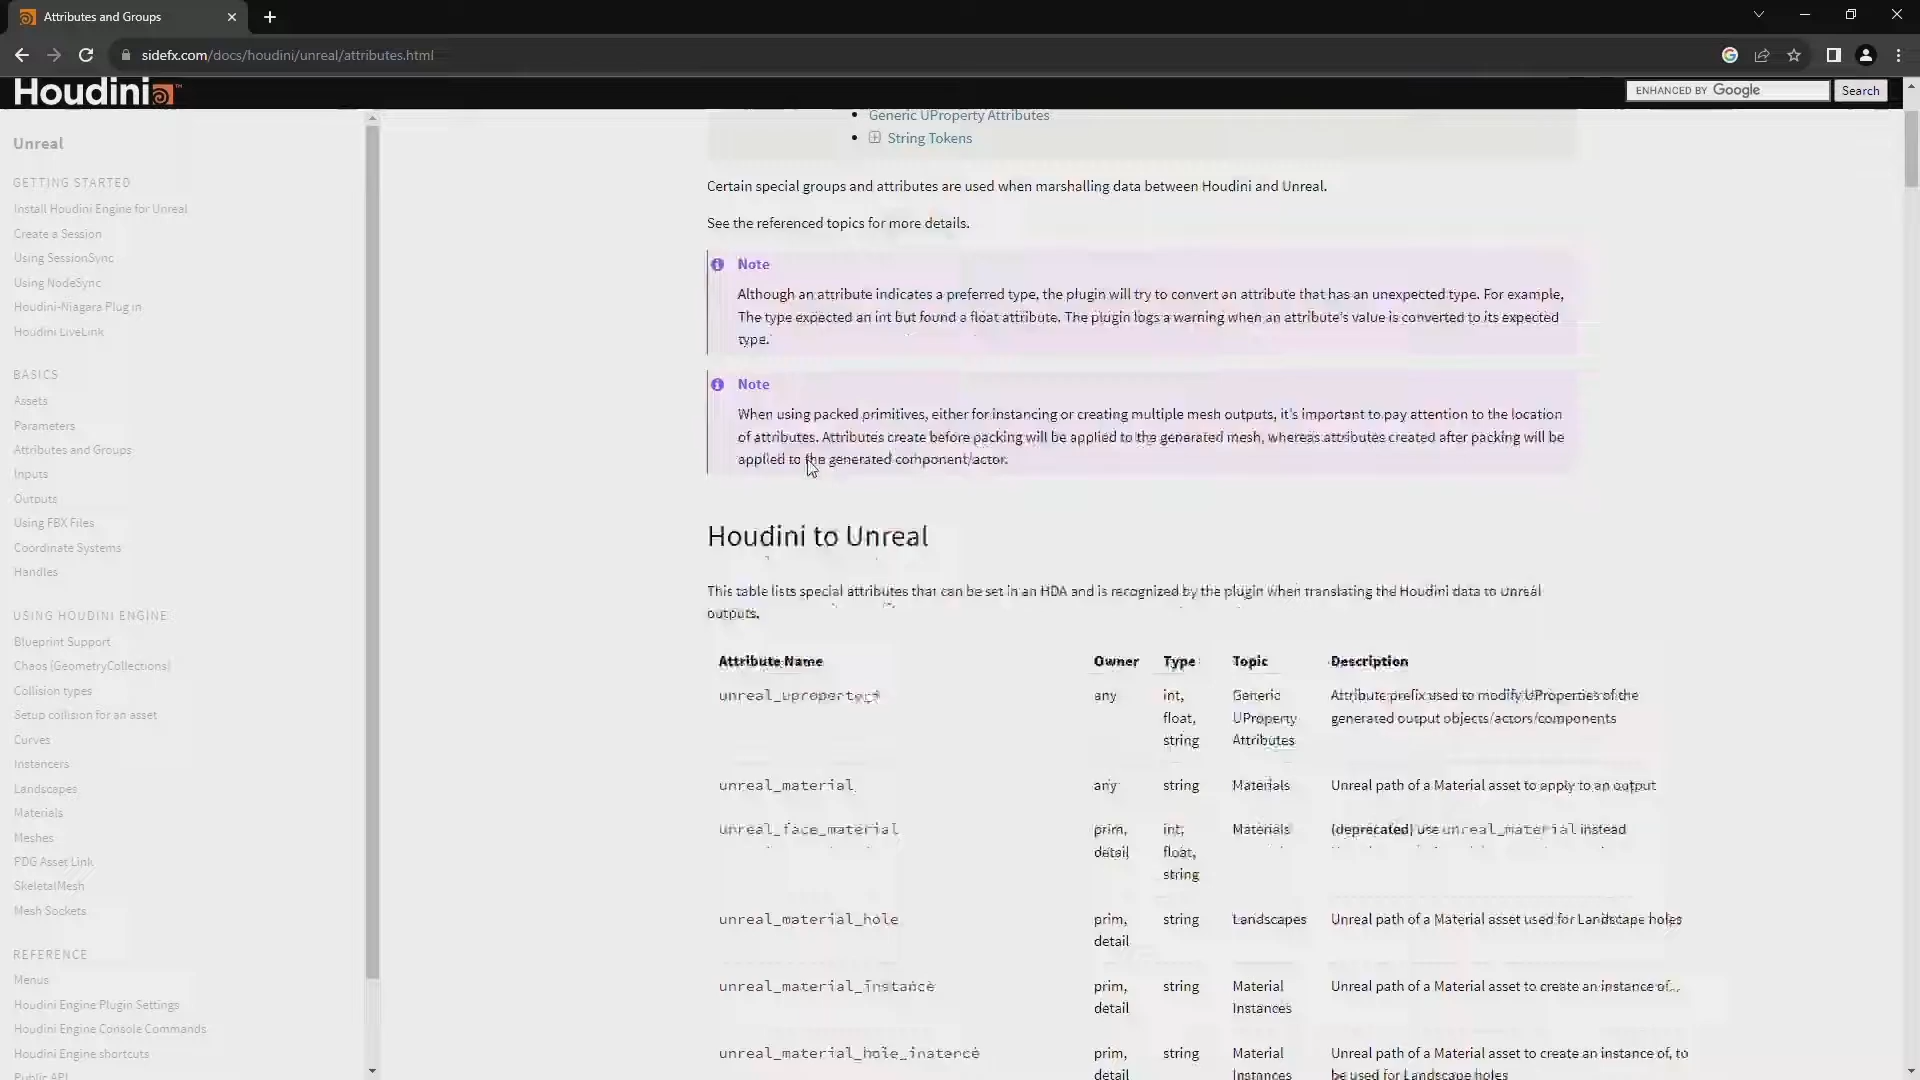 Attributes and Groups
sidefx.com/docs/houdini/unreal/attributes.html
Houdini
ENHANCED BY Google
Search
Unreal
GETTING STARTED
Install Houdini Engine for Unreal
Create a Session
Using SessionSync
Using NodeSync
Houdini-Niagara Plug in
Houdini LiveLink
BASICS
Assets
Parameters
Attributes and Groups
Inputs
Outputs
Using FBX Files
Coordinate Systems
Handles
USING HOUDINI ENGINE
Blueprint Support
Chaos (GeometryCollections)
Collision types
Setup collision for an asset
Curves
Instancers
Landscapes
Materials
Meshes
PDG Asset Link
SkeletalMesh
Mesh Sockets
REFERENCE
Menus
Houdini Engine Plugin Settings
Houdini Engine Console Commands
Houdini Engine shortcuts
Public API
Generic UProperty Attributes
String Tokens
Certain special groups and attributes are used when marshalling data between Houdini and Unreal.
See the referenced topics for more details.
Note
Although an attribute indicates a preferred type, the plugin will try to convert an attribute that has an unexpected type. For example,
The type expected an int but found a float attribute. The plugin logs a warning when an attribute's value is converted to its expected
type.
Note
When using packed primitives, either for instancing or creating multiple mesh outputs, it's important to pay attention to the location
of attributes. Attributes create before packing will be applied to the generated mesh, whereas attributes created after packing will be
applied to the generated component/actor.
Houdini to Unreal
This table lists special attributes that can be set in an HDA and is recognized by the plugin when translating the Houdini data to Unreal
outputs.
Attribute Name Owner Type Topic Description
any int, Generic Attribute prefix used to modify UProperties of the
float, UProperty generated output objects/actors/components
string Attributes
unreal_material any string Materials Unreal path of a Material asset to apply to an output
unreal_face_material prim, int, Materials (deprecated) use unreal_material instead
detail float,
string
unreal_material_hole prim, string Landscapes Unreal path of a Material asset used for Landscape holes
detail
unreal_material_instance prim, string Material Unreal path of a Material asset to create an instance of...
detail Instances
prim, string Material Unreal path of a Material asset to create an instance of, to
detail Instances be used for Landscape holes